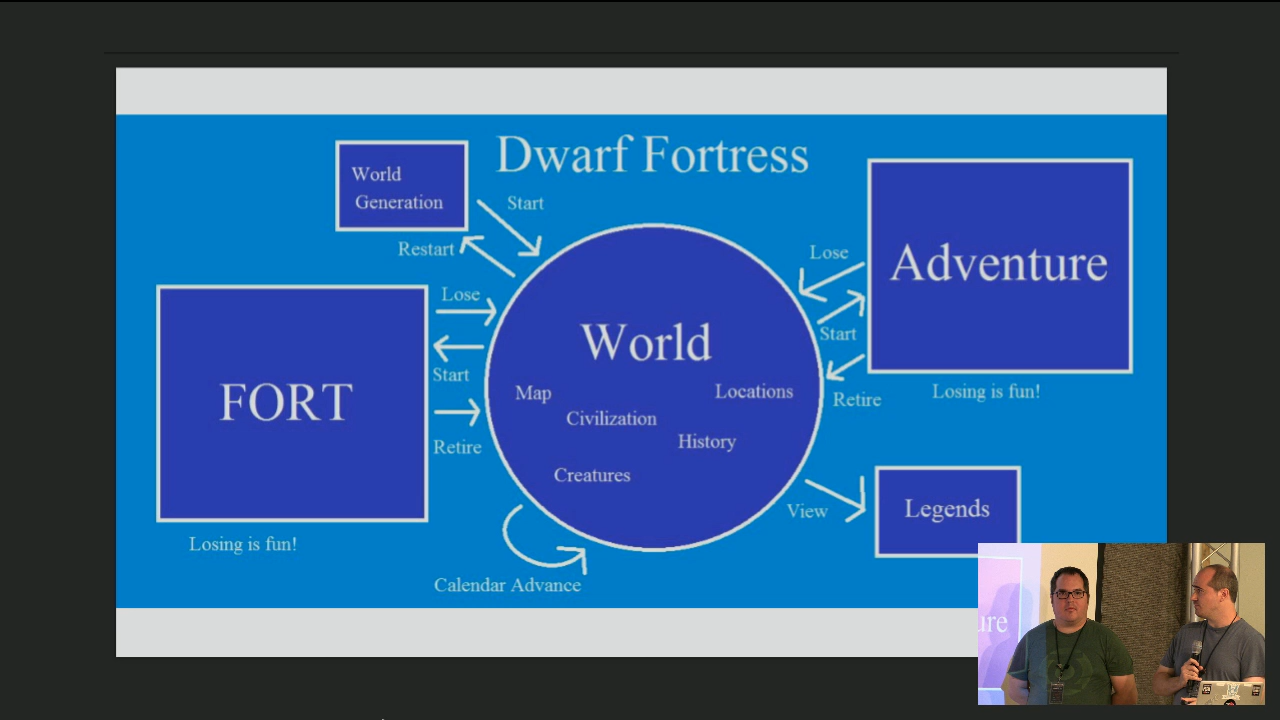 Dwarf Fortress
World
Generation
Start
Restart
Lose
Start
Retire
FORT
Losing is fun!
World
Map
Locations
Civilization
History
Creatures
Calendar Advance
Lose
Start
Retire
Adventure
Losing is fun!
View
Legends
ure